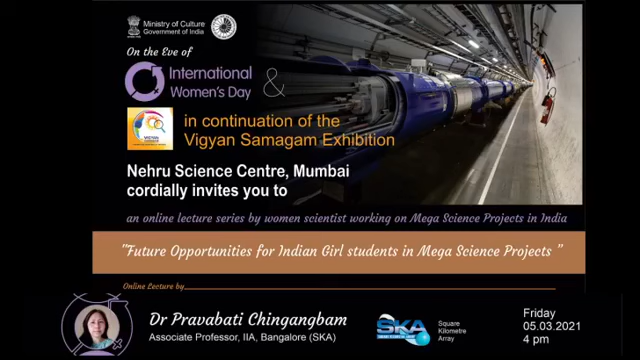 Ministry of Culture
Government of India
On the Eve of
International
Women's Day
&
in continuation of the
Vigyan Samagam Exhibition
Nehru Science Centre, Mumbai
cordially invites you to
an online lecture series by women scientist working on Mega Science Projects in India
"Future Opportunities for Indian Girl students in Mega Science Projects "
Online Lecture by
Dr Pravabati Chingangbam
Associate Professor, IIA, Bangalore (SKA)
SKA
Square
Kilometre
Array
Friday
05.03.2021
4 pm